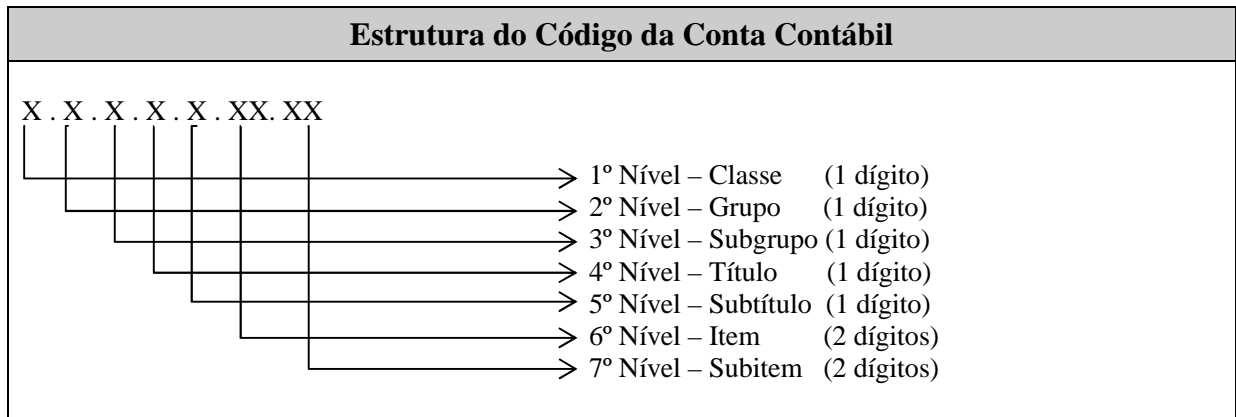 Estrutura do Código da Conta Contábil
X . X . X . X . X . XX. XX
1º Nível – Classe (1 dígito)
2º Nível – Grupo (1 dígito)
3º Nível – Subgrupo (1 dígito)
4º Nível – Título (1 dígito)
5º Nível – Subtítulo (1 dígito)
6º Nível – Item (2 dígitos)
7º Nível – Subitem (2 dígitos)